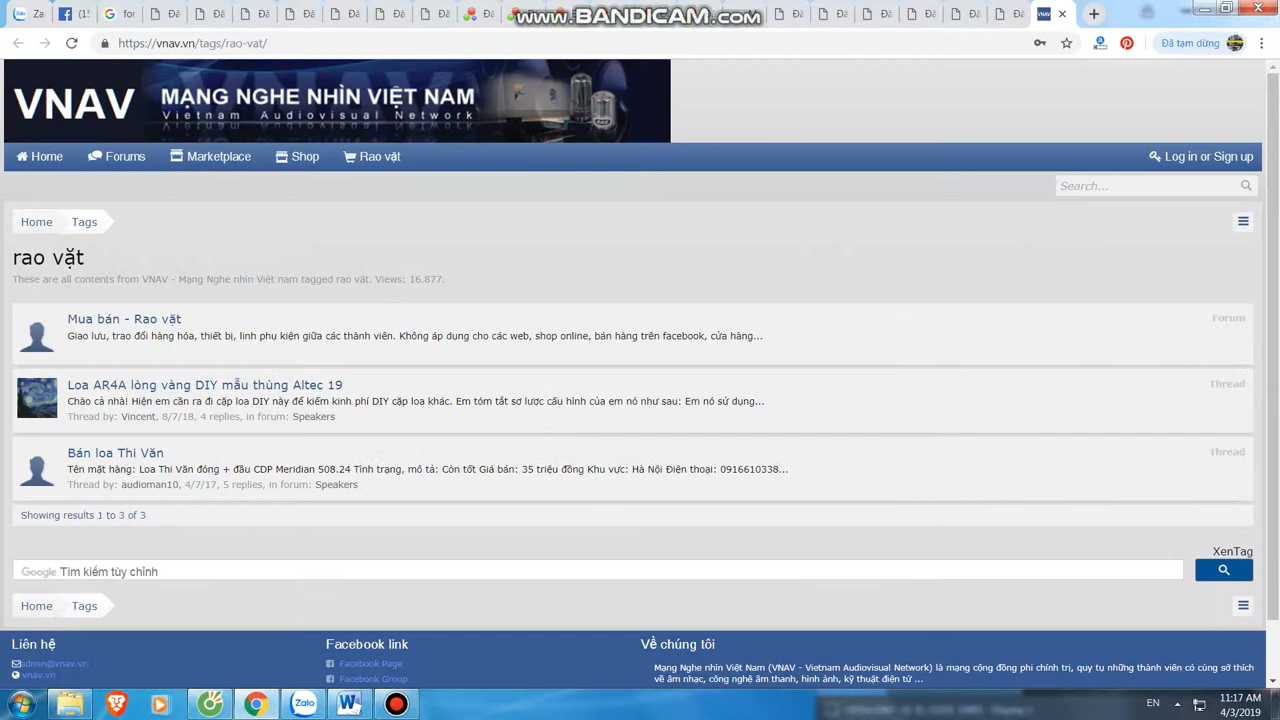 Za
(1
for
Đă
Đă
Đă
Đă
Đă
Đă
Đă
www.BANDICAM.com
https://vnav.vn/tags/rao-vat/
Đã tạm dừng
VNAV MẠNG NGHE NHÌN VIỆT NAM
Vietnam Audiovisual Network
Home Forums Marketplace Shop Rao vặt Log in or Sign up
Search...
Home Tags
rao vặt
These are all contents from VNAV - Mạng Nghe nhìn Việt nam tagged rao vặt. Views: 16.877.
Mua bán - Rao vặt Forum
Giao lưu, trao đổi hàng hóa, thiết bị, linh phụ kiện giữa các thành viên. Không áp dụng cho các web, shop online, bán hàng trên facebook, cửa hàng...
Loa AR4A lòng vàng DIY mẫu thùng Altec 19 Thread
Chào cả nhà! Hiện em cần ra đi cặp loa DIY này để kiếm kinh phí DIY cặp loa khác. Em tóm tắt sơ lược cấu hình của em nó như sau: Em nó sử dụng...
Thread by: Vincent, 8/7/18, 4 replies, in forum: Speakers
Bán loa Thi Văn Thread
Tên mặt hàng: Loa Thi Văn đóng + đầu CDP Meridian 508.24 Tình trạng, mô tả: Còn tốt Giá bán: 35 triệu đồng Khu vực: Hà Nội Điện thoại: 0916610338...
Thread by: audioman10, 4/7/17, 5 replies, in forum: Speakers
Showing results 1 to 3 of 3
XenTag
Google Tìm kiếm tùy chỉnh
Home Tags
Liên hệ Facebook link Về chúng tôi
admin@vnav.vn Facebook Page Mạng Nghe nhìn Việt Nam (VNAV - Vietnam Audiovisual Network) là mạng cộng đồng phi chính trị, quy tụ những thành viên có cùng sở thích
vnav.vn Facebook Group về âm nhạc, công nghệ âm thanh, hình ảnh, kỹ thuật điện tử ...
Zalo
EN
11:17 AM
4/3/2019